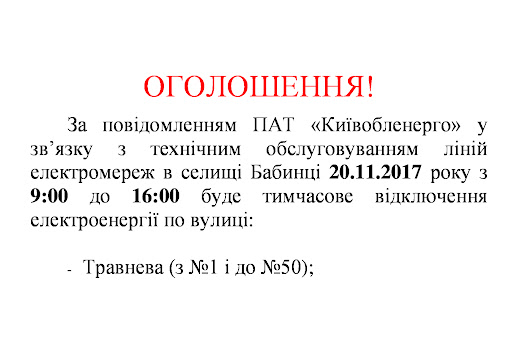 ОГОЛОШЕННЯ!
За повідомленням ПАТ «Київобленерго» у
зв’язку з технічним обслуговуванням ліній
електромереж в селищі Бабинці 20.11.2017 року з
9:00 до 16:00 буде тимчасове відключення
електроенергії по вулиці:
- Травнева (з №1 і до №50);